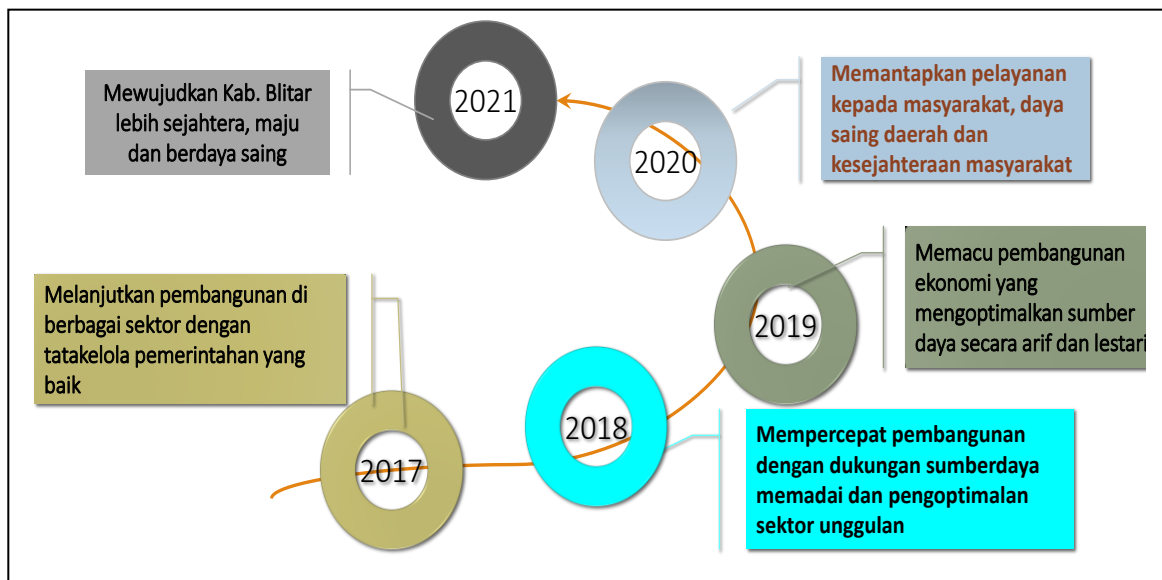 2021
Mewujudkan Kab. Blitar
lebih sejahtera, maju
dan berdaya saing
2020
Memantapkan pelayanan
kepada masyarakat, daya
saing daerah dan
kesejahteraan masyarakat
2019
Memacu pembangunan
ekonomi yang
mengoptimalkan sumber
daya secara arif dan lestari
2018
Mempercepat pembangunan
dengan dukungan sumberdaya
memadai dan pengoptimalan
sektor unggulan
2017
Melanjutkan pembangunan di
berbagai sektor dengan
tatakelola pemerintahan yang
baik